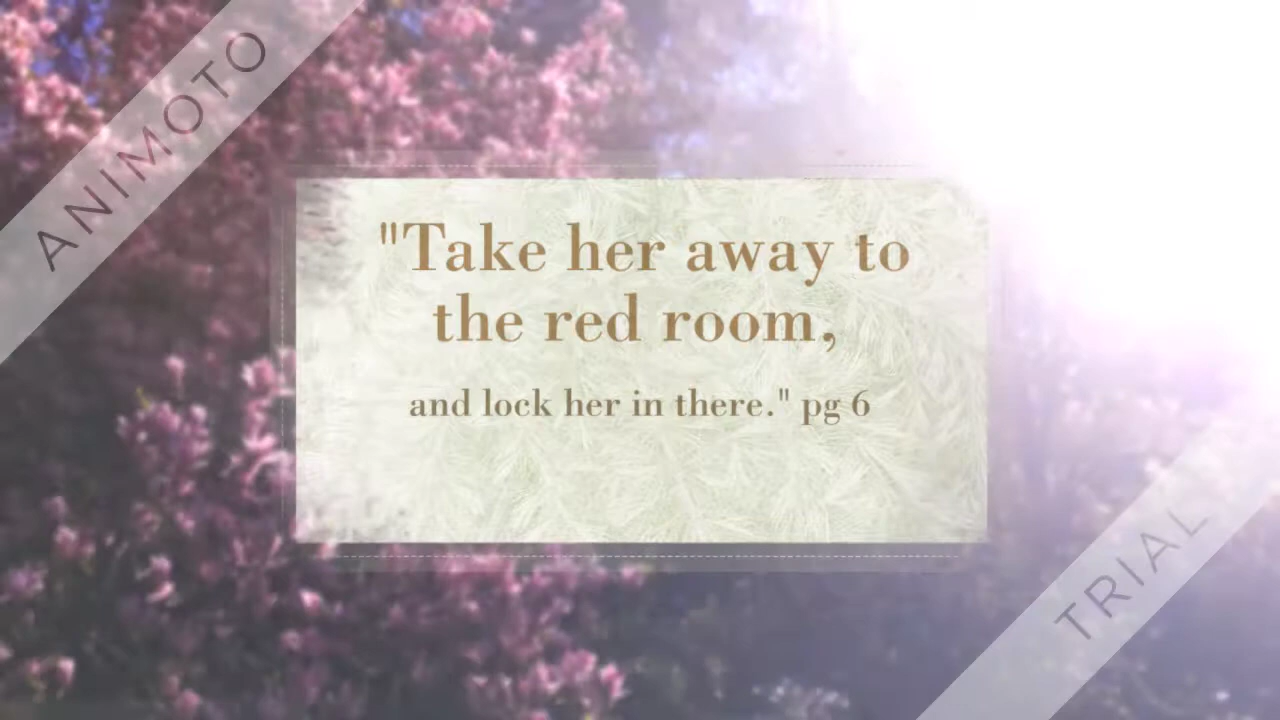 ANIMOTO
"Take her away to
the red room,
and lock her in there." pg 6
TRIAL